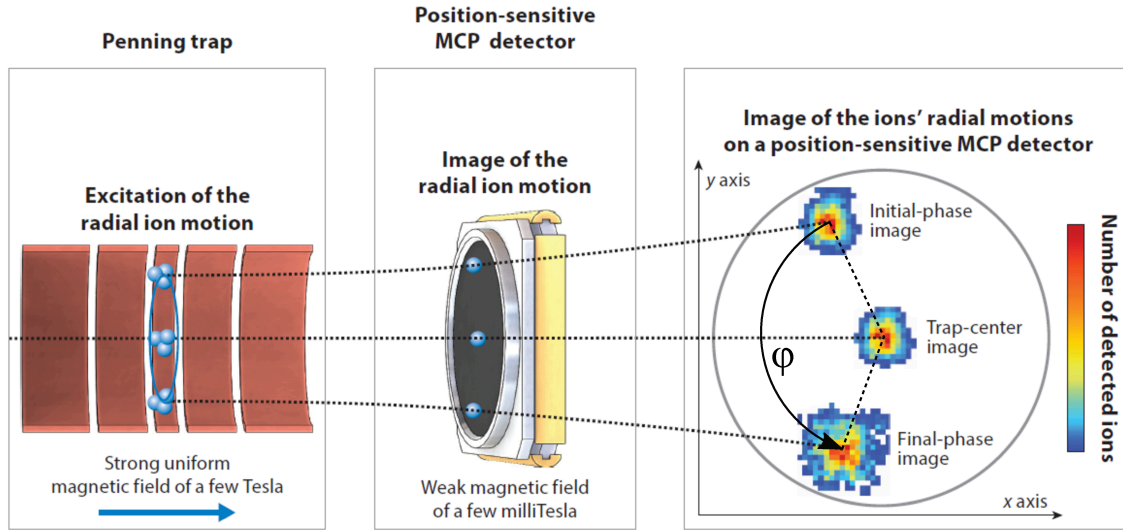 Penning trap
Position-sensitive
MCP detector
Excitation of the
radial ion motion
Strong uniform
magnetic field of a few Tesla
Image of the
radial ion motion
Weak magnetic field
of a few milliTesla
Image of the ions’ radial motions
on a position-sensitive MCP detector
y axis
Initial-phase
image
Trap-center
image
φ
Final-phase
image
x axis
Number of detected ions